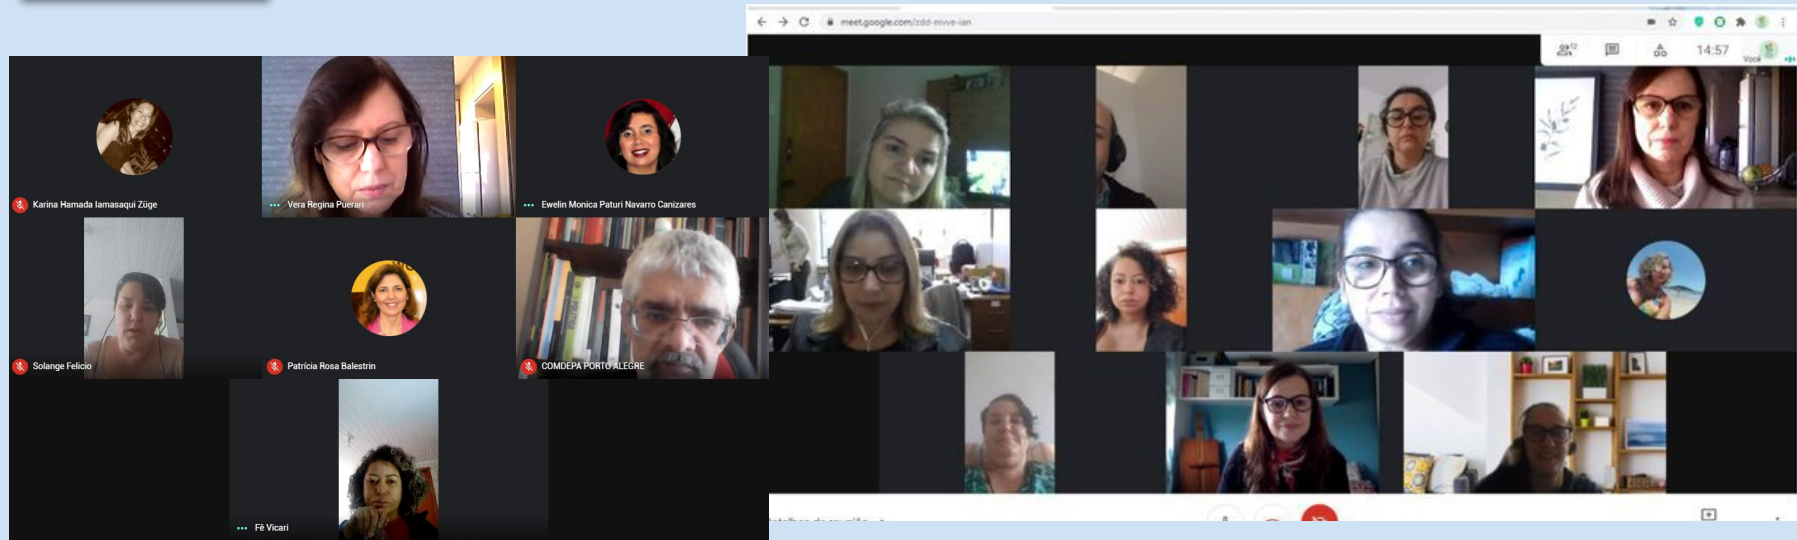 Karina Hamada Iamasaqui Züge
Vera Regina Puerari
Ewelin Monica Paturi Navarro Canizares
Solange Felicio
Patrícia Rosa Balestrin
COMDEPA PORTO ALEGRE
Fê Vicari
meet.google.com/zdd-mvve-ian
12
14:57
Você